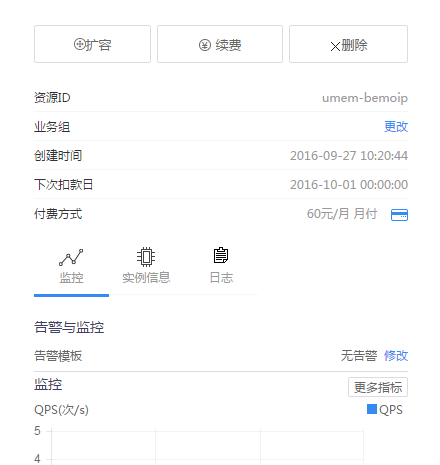 扩容 续费 删除
资源ID umem-bemoip
业务组 更改
创建时间 2016-09-27 10:20:44
下次扣款日 2016-10-01 00:00:00
付费方式 60元/月 月付
监控 实例信息 日志
告警与监控
告警模板 无告警 修改
监控 更多指标
QPS(次/s) QPS
5
4